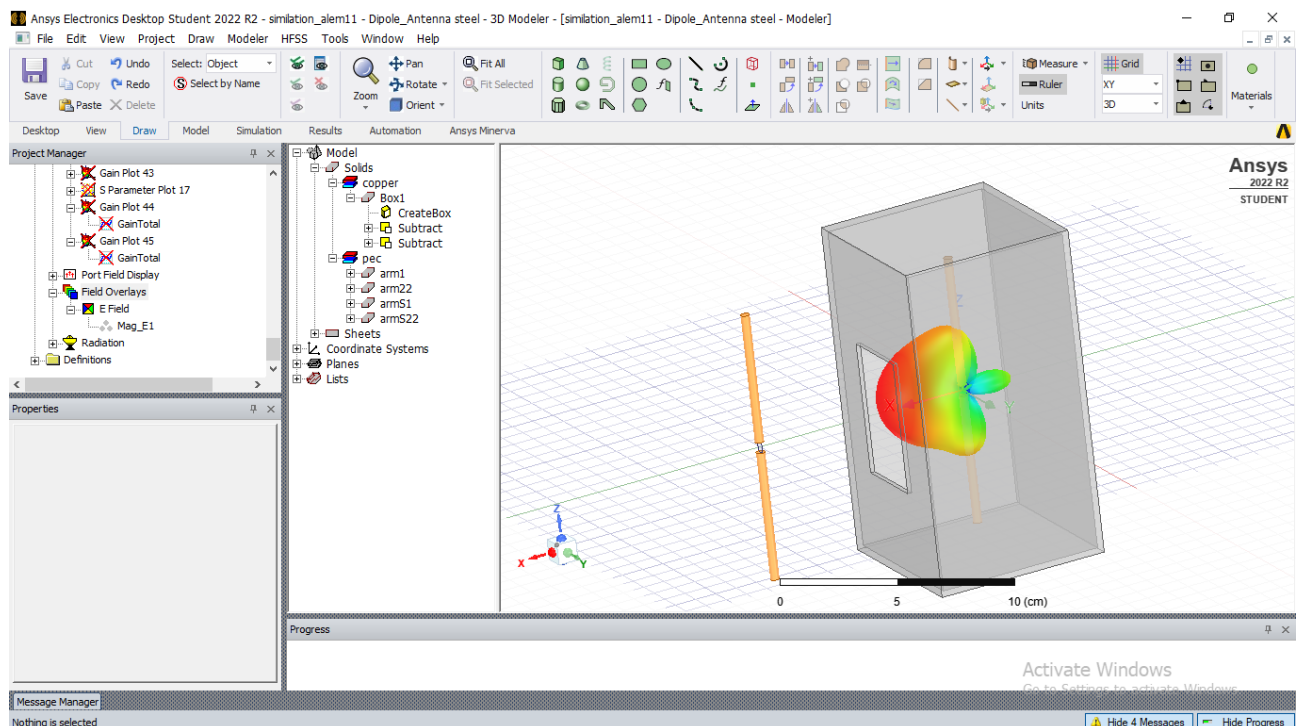 Ansys Electronics Desktop Student 2022 R2 - similation_alem11 - Dipole_Antenna steel - 3D Modeler - [similation_alem11 - Dipole_Antenna steel - Modeler]
File Edit View Project Draw Modeler HFSS Tools Window Help
Save
Cut
Copy
Paste
Undo
Redo
Delete
Select: Object
Select by Name
Zoom
Pan
Rotate
Orient
Fit All
Fit Selected
Measure
Ruler
Units
Grid
XY
3D
Materials
Desktop View Draw Model Simulation Results Automation Ansys Minerva
Project Manager
Gain Plot 43
S Parameter Plot 17
Gain Plot 44
GainTotal
Gain Plot 45
GainTotal
Port Field Display
Field Overlays
E Field
Mag_E1
Radiation
Definitions
Properties
Model
Solids
copper
Box1
CreateBox
Subtract
Subtract
pec
arm1
arm22
armS1
armS22
Sheets
Coordinate Systems
Planes
Lists
Ansys
2022 R2
STUDENT
Z
X
Y
Z
X
Y
0 5 10 (cm)
Progress
Activate Windows
Go to Settings to activate Windows.
Message Manager
Nothing is selected
Hide 4 Messages
Hide Progress